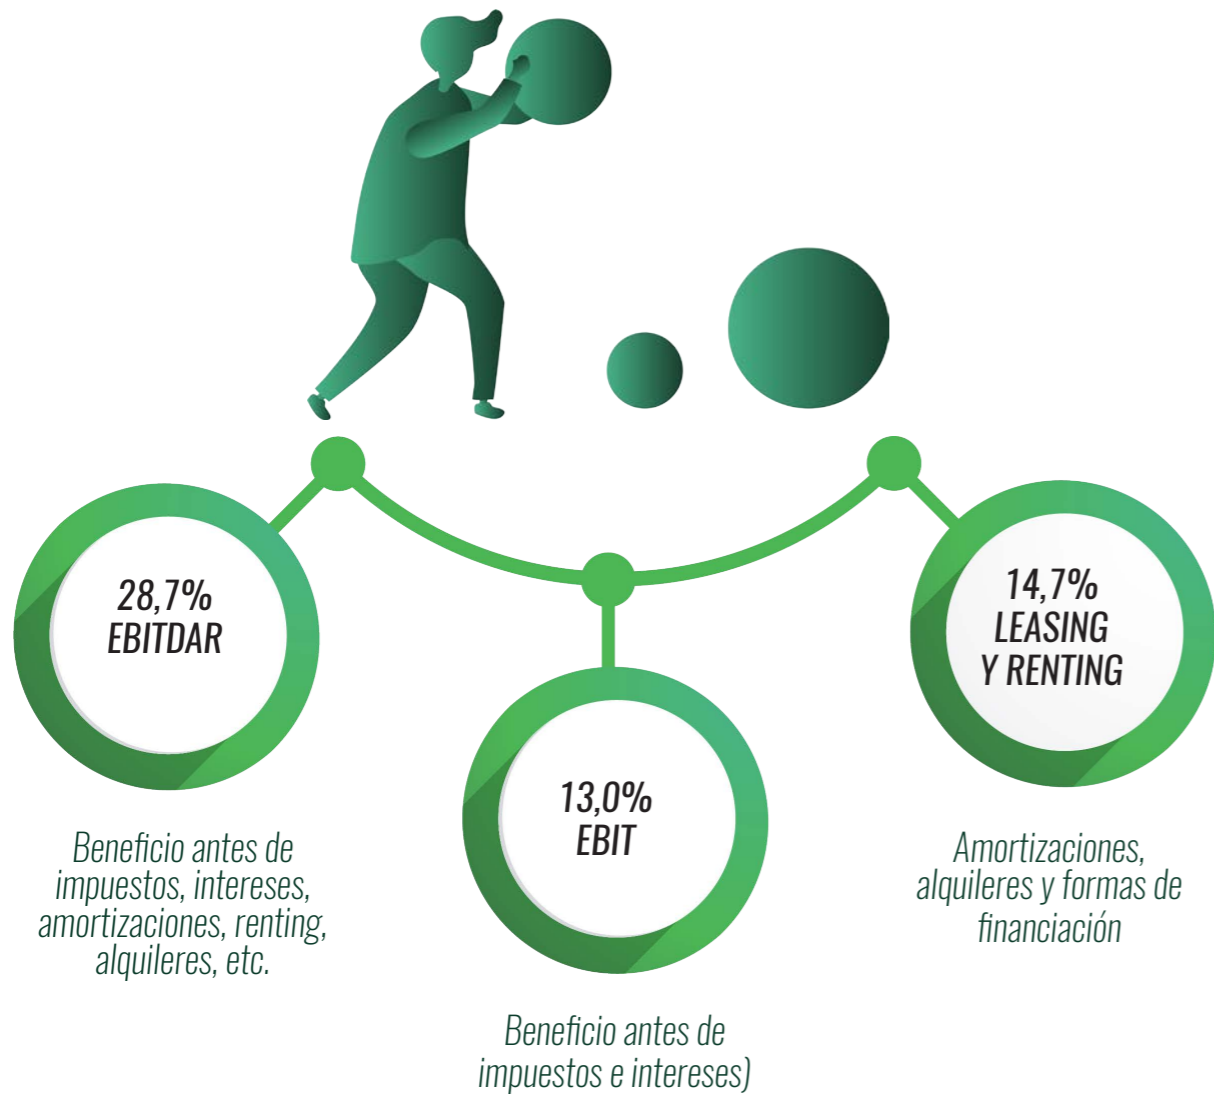 28,7%
EBITDAR
Beneficio antes de
impuestos, intereses,
amortizaciones, renting,
alquileres, etc.
13,0%
EBIT
Beneficio antes de
impuestos e intereses)
14,7%
LEASING
Y RENTING
Amortizaciones,
alquileres y formas de
financiación